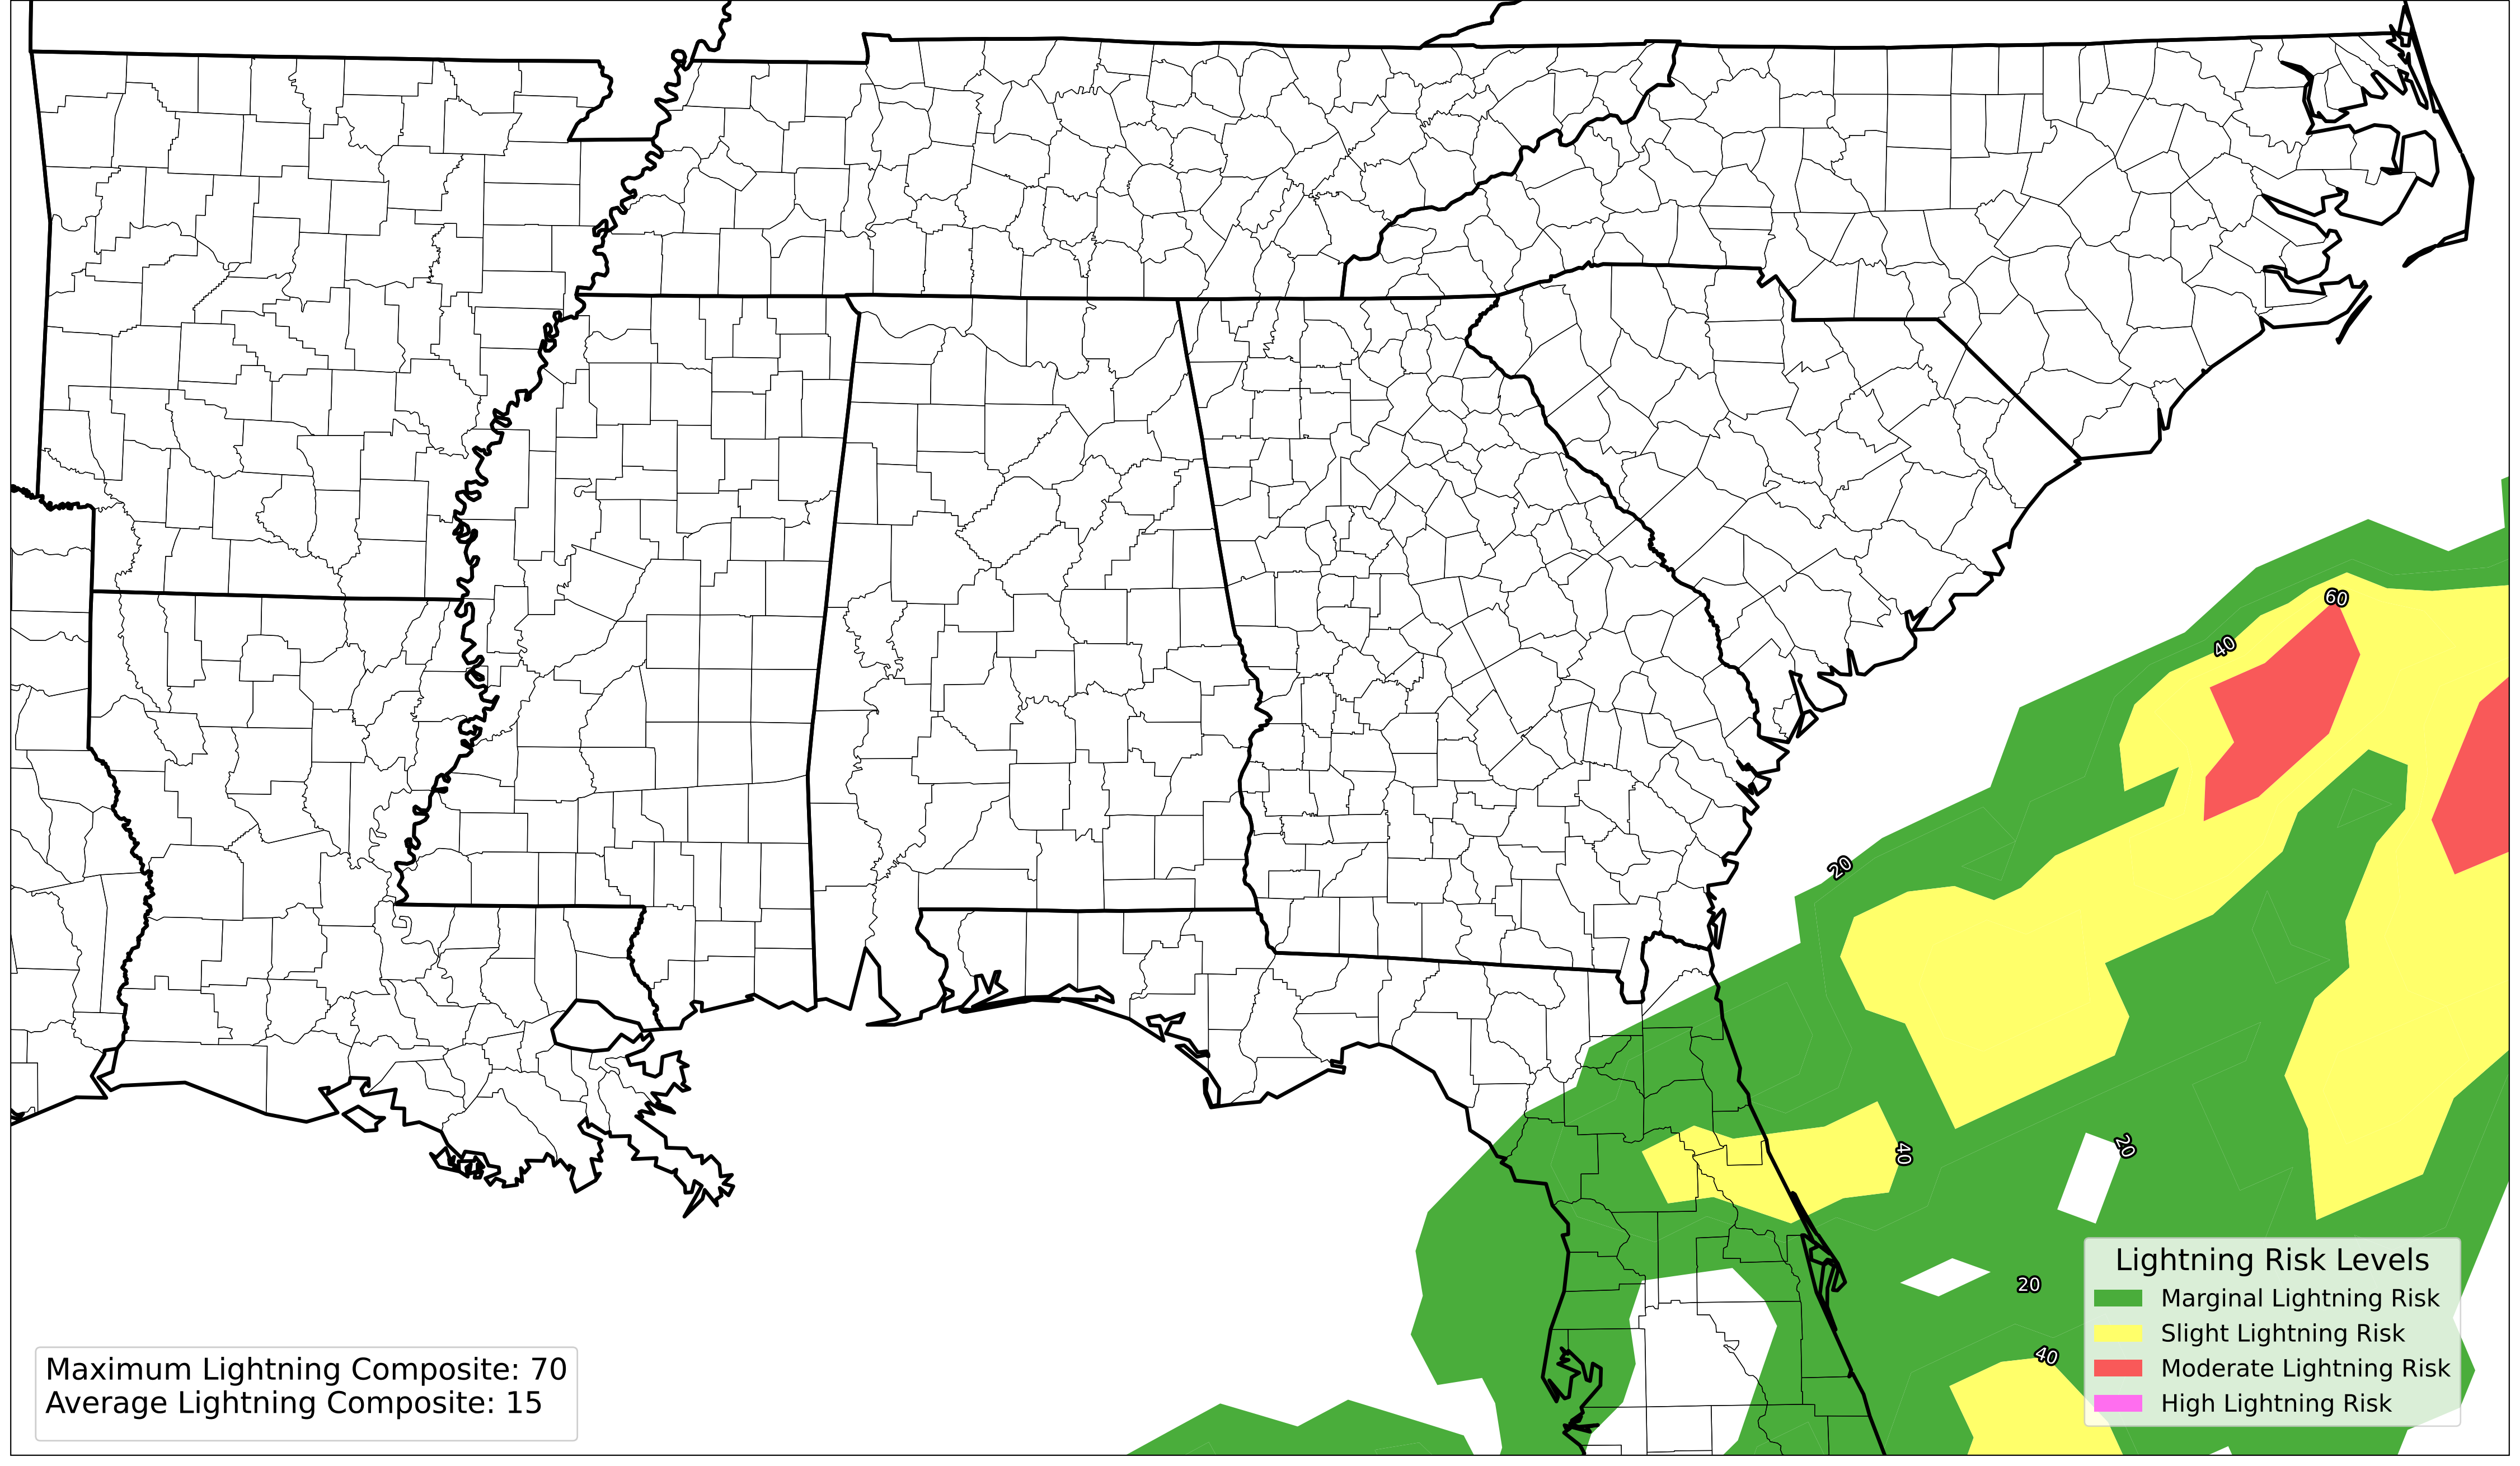 60
40
20
40
20
20
40
Lightning Risk Levels
Marginal Lightning Risk
Slight Lightning Risk
Moderate Lightning Risk
High Lightning Risk
Maximum Lightning Composite: 70
Average Lightning Composite: 15